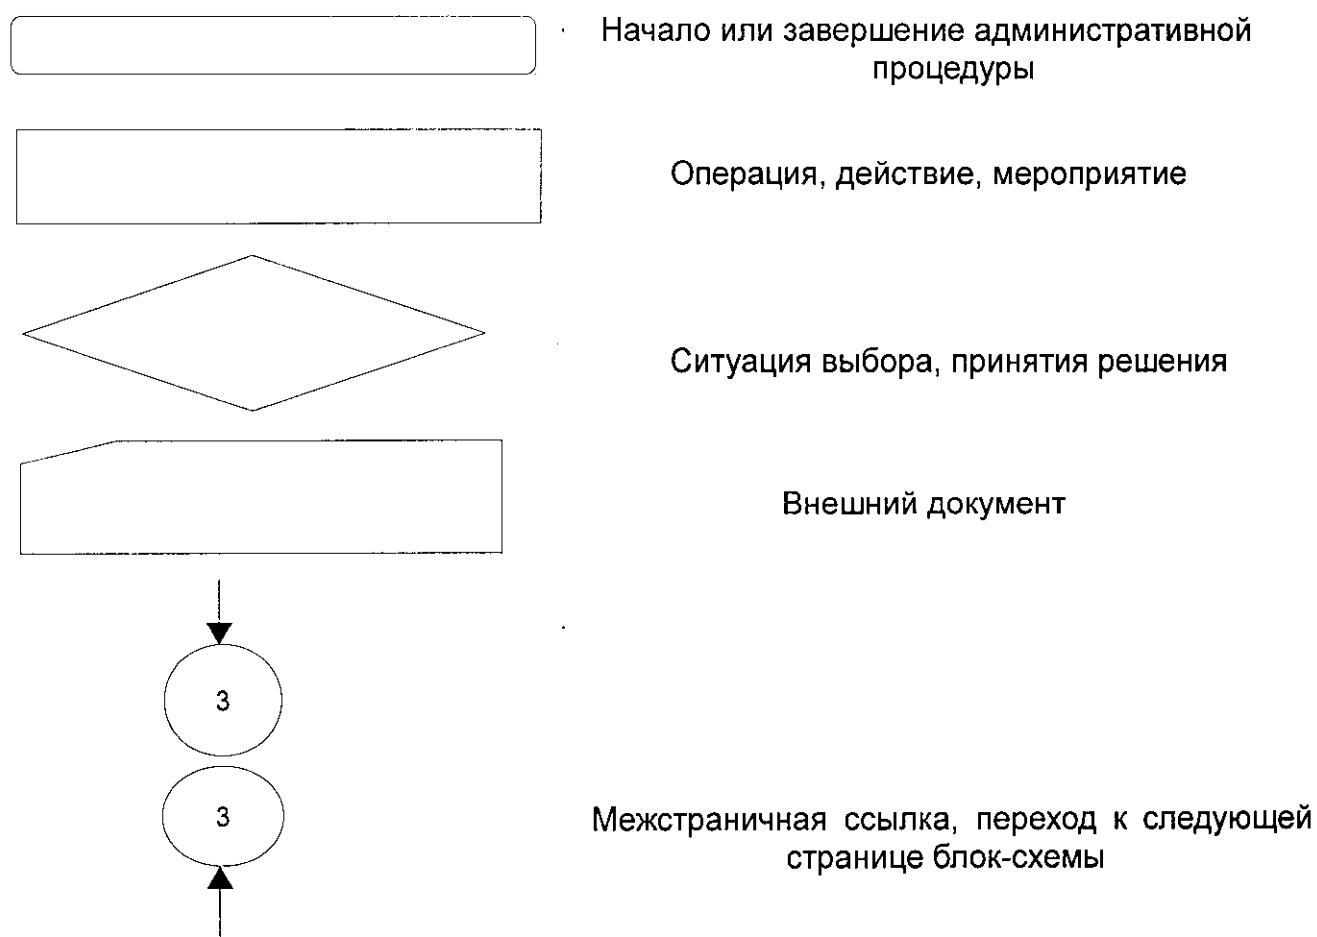 Начало или завершение административной
процедуры
Операция, действие, мероприятие
Ситуация выбора, принятия решения
Внешний документ
3
3
Межстраничная ссылка, переход к следующей
странице блок-схемы